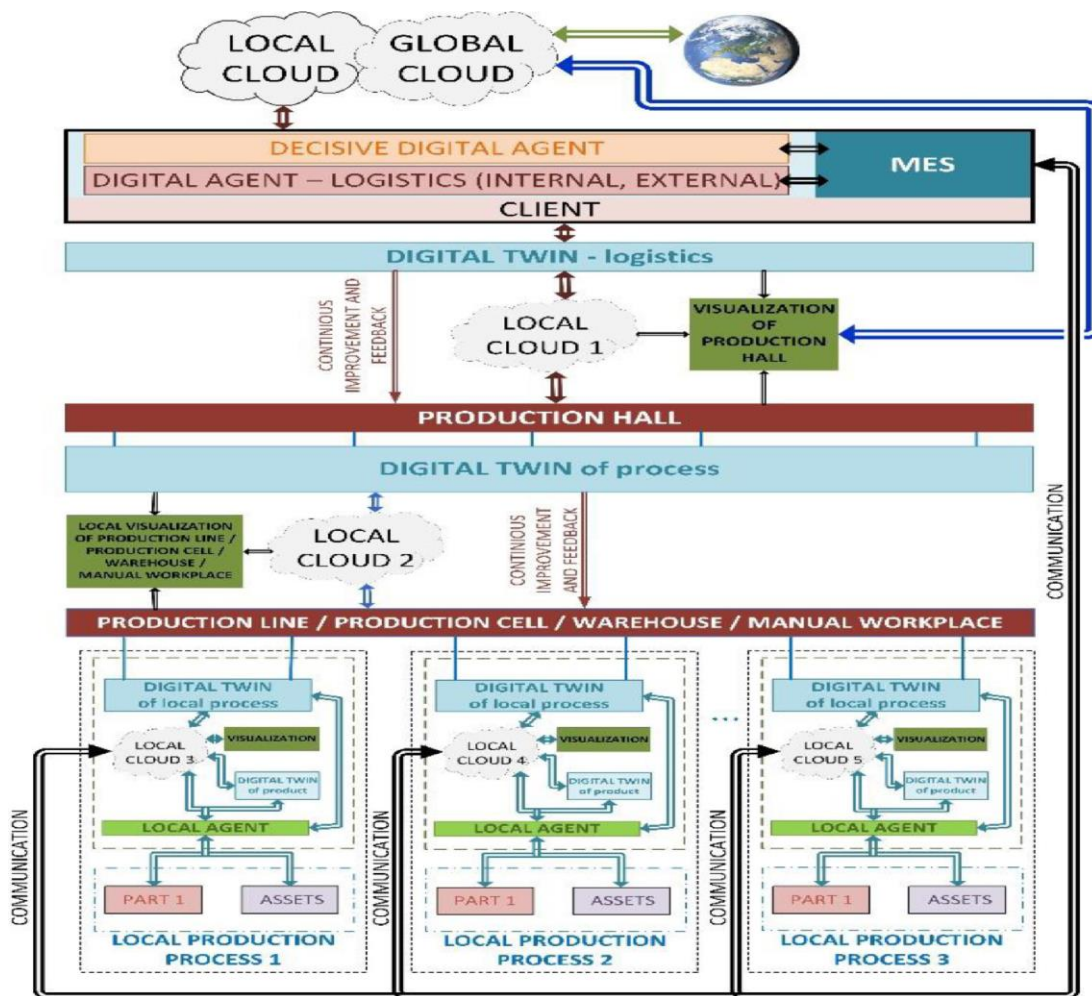 LOCAL
CLOUD
GLOBAL
CLOUD
DECISIVE DIGITAL AGENT
DIGITAL AGENT – LOGISTICS (INTERNAL, EXTERNAL)
MES
CLIENT
DIGITAL TWIN - logistics
CONTINIOUS
IMPROVEMENT AND
FEEDBACK
LOCAL
CLOUD 1
VISUALIZATION
OF
PRODUCTION
HALL
PRODUCTION HALL
DIGITAL TWIN of process
LOCAL VISUALIZATION
OF PRODUCTION LINE /
PRODUCTION CELL /
WAREHOUSE /
MANUAL WORKPLACE
LOCAL
CLOUD 2
CONTINIOUS
IMPROVEMENT
AND FEEDBACK
COMMUNICATION
PRODUCTION LINE / PRODUCTION CELL / WAREHOUSE / MANUAL WORKPLACE
DIGITAL TWIN
of local process
LOCAL
CLOUD 3
VISUALIZATION
DIGITAL TWIN
of product
LOCAL AGENT
PART 1
ASSETS
LOCAL PRODUCTION
PROCESS 1
COMMUNICATION
DIGITAL TWIN
of local process
LOCAL
CLOUD 4
VISUALIZATION
DIGITAL TWIN
of product
LOCAL AGENT
PART 1
ASSETS
LOCAL PRODUCTION
PROCESS 2
COMMUNICATION
...
DIGITAL TWIN
of local process
LOCAL
CLOUD 5
VISUALIZATION
DIGITAL TWIN
of product
LOCAL AGENT
PART 1
ASSETS
LOCAL PRODUCTION
PROCESS 3
COMMUNICATION